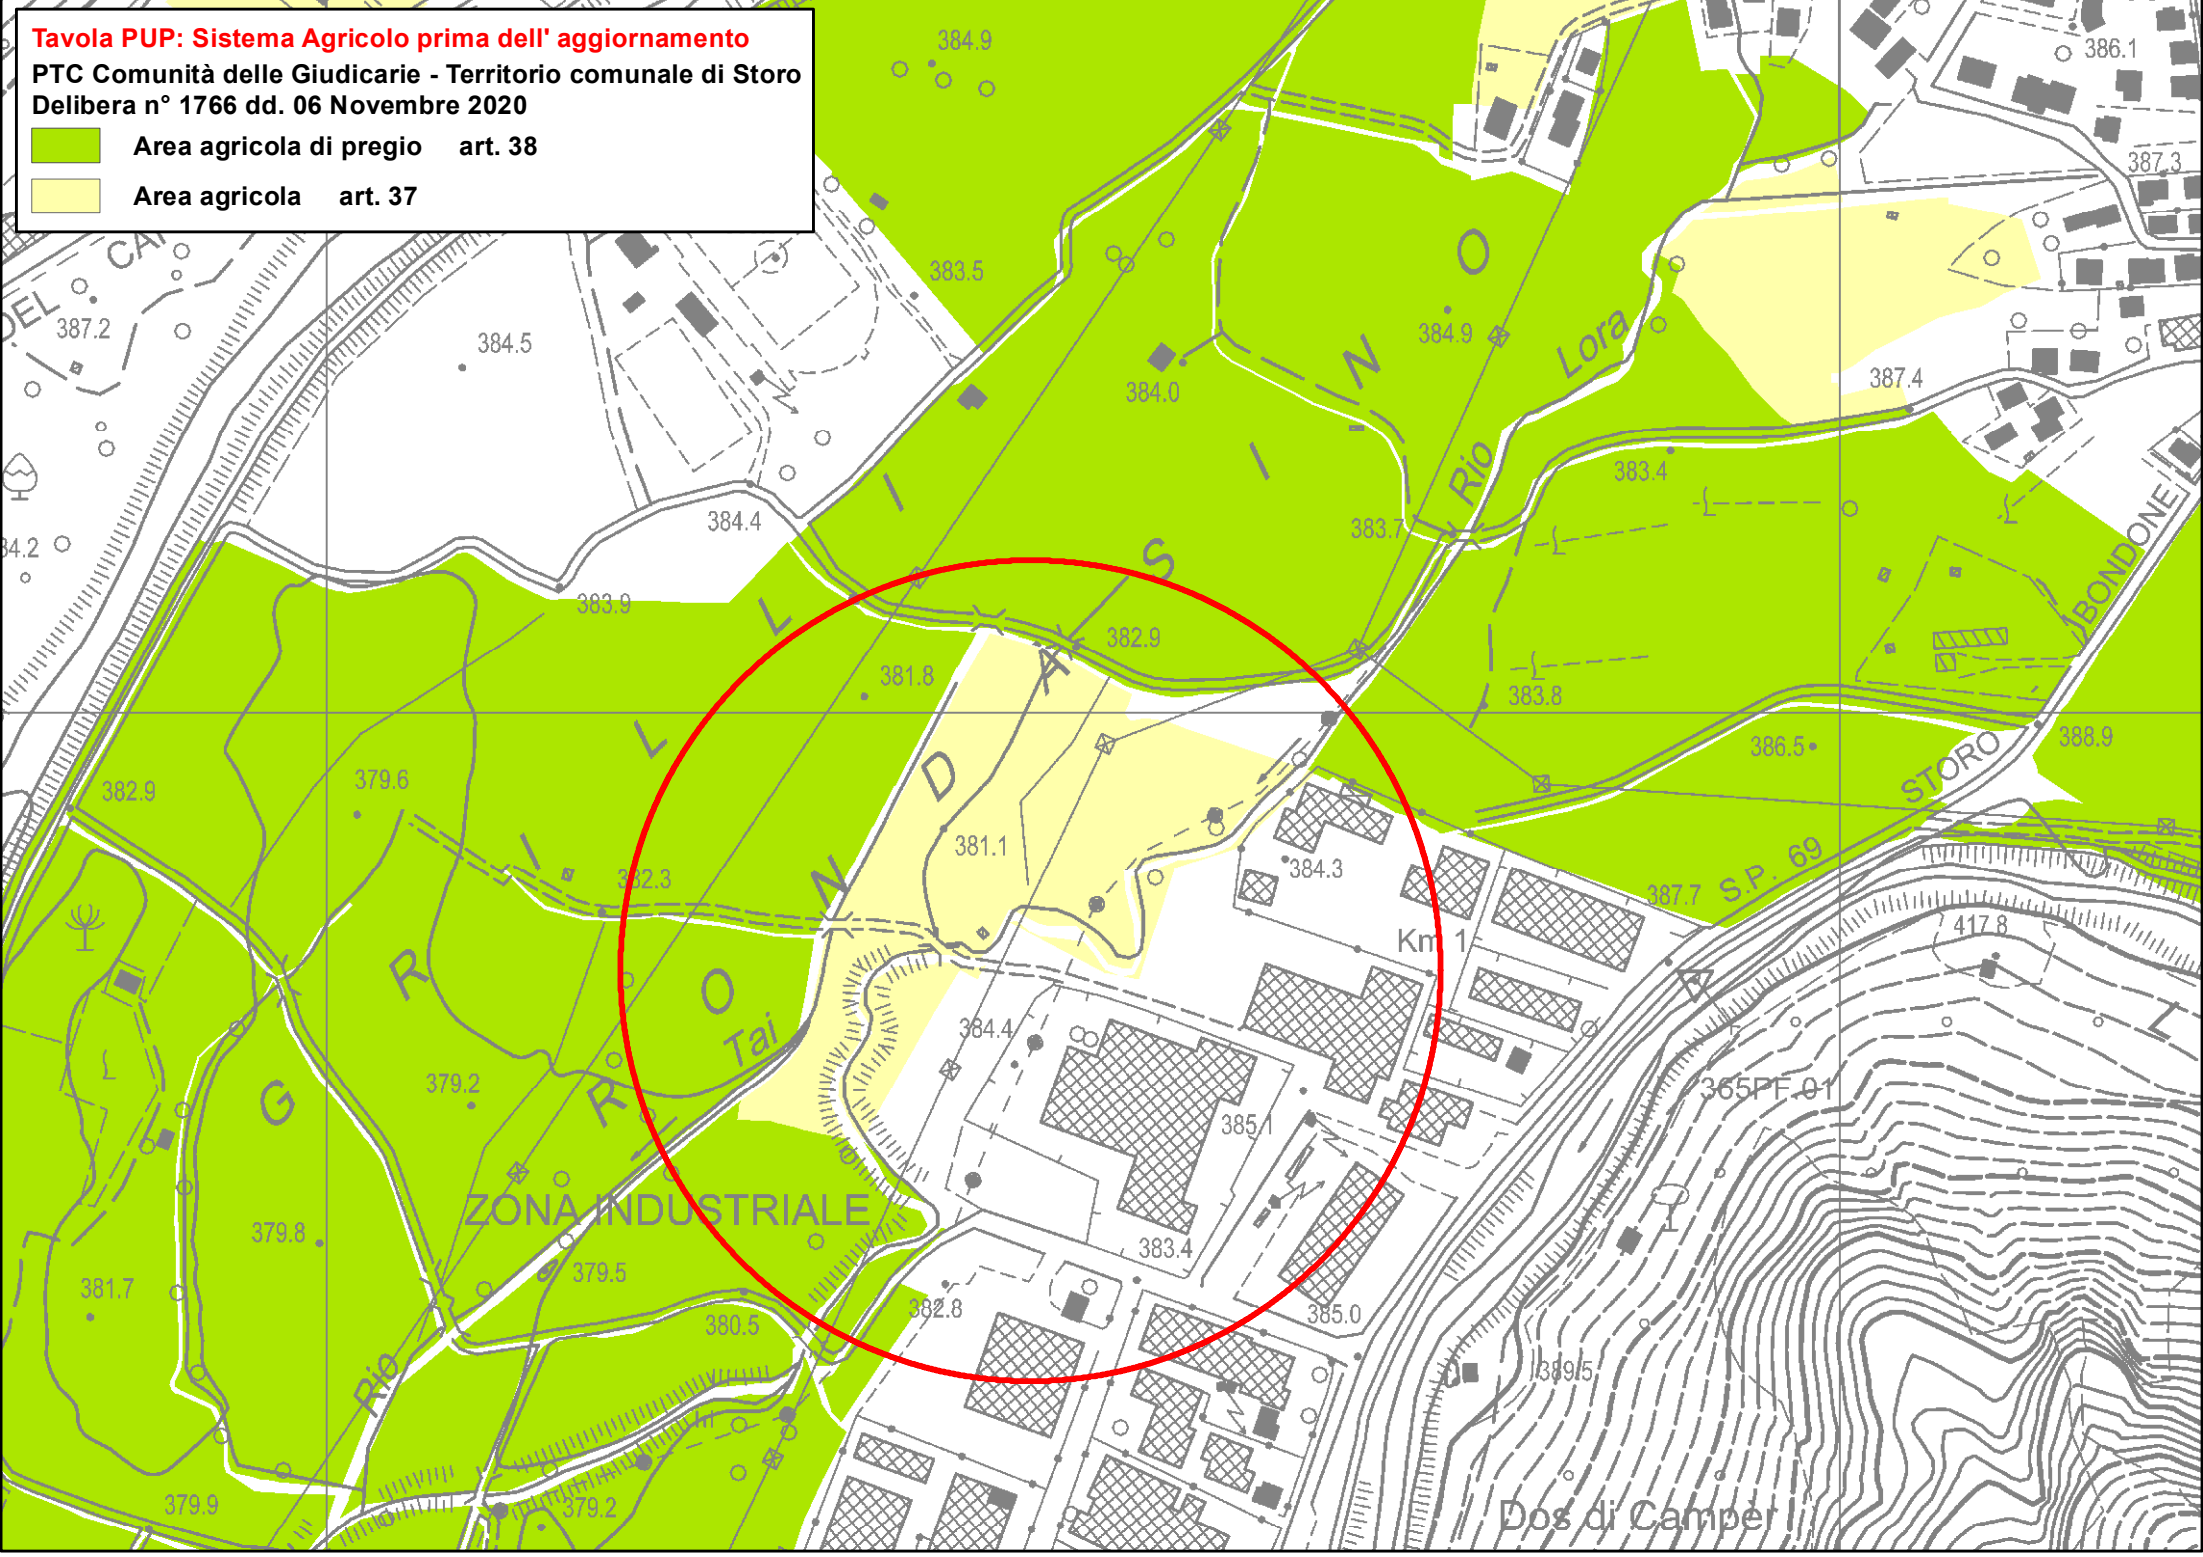 Tavola PUP: Sistema Agricolo prima dell' aggiornamento
PTC Comunità delle Giudicarie - Territorio comunale di Storo
Delibera n° 1766 dd. 06 Novembre 2020
Area agricola di pregio art. 38
Area agricola art. 37
384.9
386.1
387.3
DEL
387.2
384.5
383.5
384.0
384.9
Lora
387.4
383.4
Rio
384.4
383.7
383.9
382.9
381.8
383.8
386.5
388.9
BONDONE
STORO
S.P. 69
382.9
379.6
381.1
382.3
384.3
387.7
Km 1
417.8
G R I L L I
R O N D A S I N O
Tai
384.4
379.2
385.1
365PF 01
ZONA INDUSTRIALE
379.8
379.5
383.4
381.7
382.8
380.5
385.0
Rio
389.5
379.9
379.2
Dos di Campèr